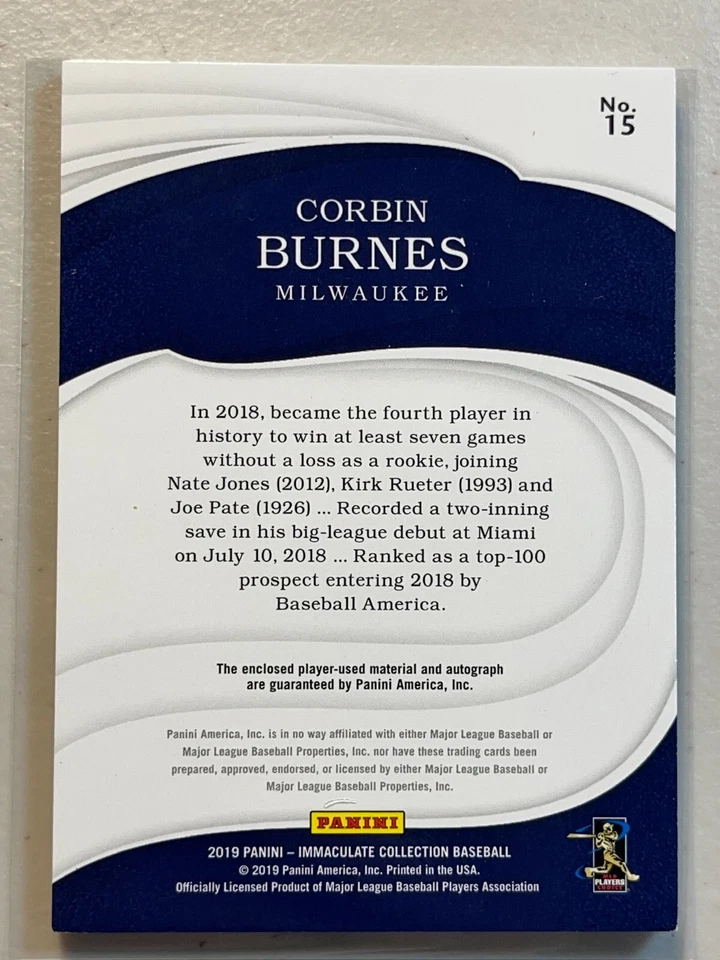 No.
15
CORBIN
BURNES
MILWAUKEE
In 2018, became the fourth player in
history to win at least seven games
without a loss as a rookie, joining
Nate Jones (2012), Kirk Rueter (1993) and
Joe Pate (1926) ... Recorded a two-inning
save in his big-league debut at Miami
on July 10, 2018 ... Ranked as a top-100
prospect entering 2018 by
Baseball America.
The enclosed player-used material and autograph
are guaranteed by Panini America, Inc.
Panini America, Inc. is in no way affiliated with either Major League Baseball or
Major League Baseball Properties, Inc. nor have these trading cards been
prepared, approved, endorsed, or licensed by either Major League Baseball or
Major League Baseball Properties, Inc.
PANINI
2019 PANINI – IMMACULATE COLLECTION BASEBALL
© 2019 Panini America, Inc. Printed in the USA.
Officially Licensed Product of Major League Baseball Players Association
MLB
PLAYERS
CHOICE